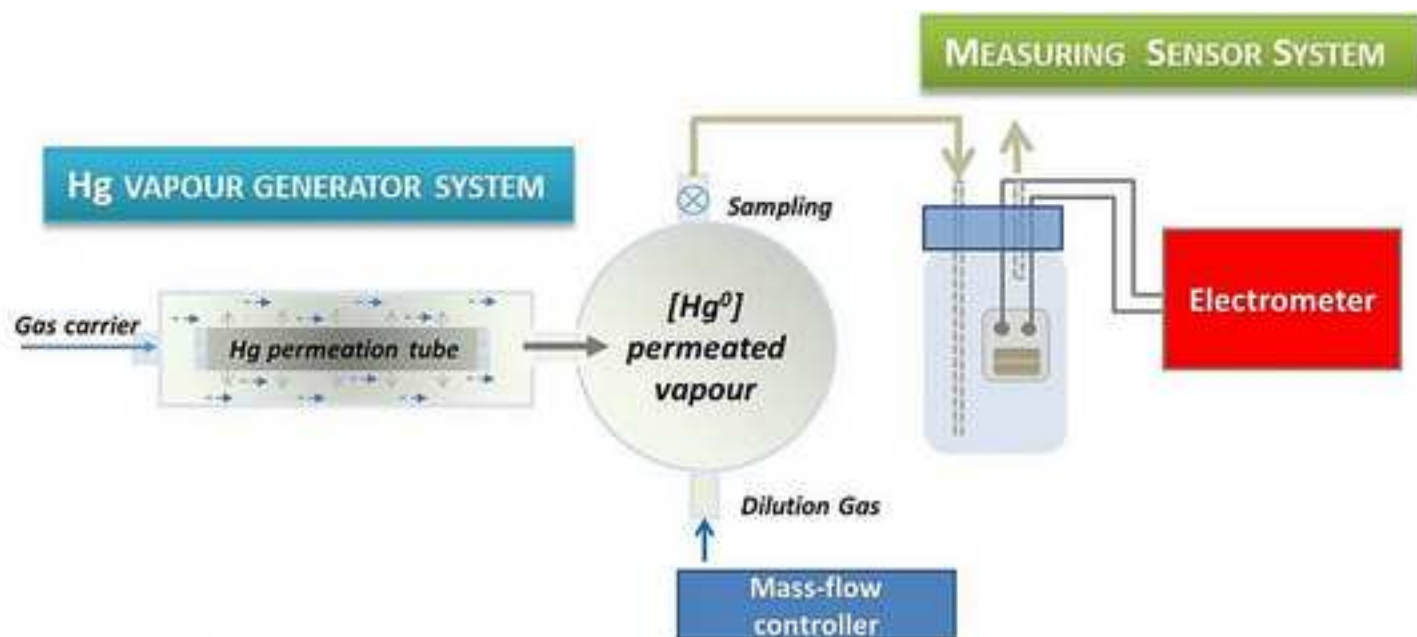 MEASURING SENSOR SYSTEM
Hg VAPOUR GENERATOR SYSTEM
Sampling
Gas carrier
Hg permeation tube
[Hg⁰]
permeated
vapour
Electrometer
Dilution Gas
Mass-flow
controller